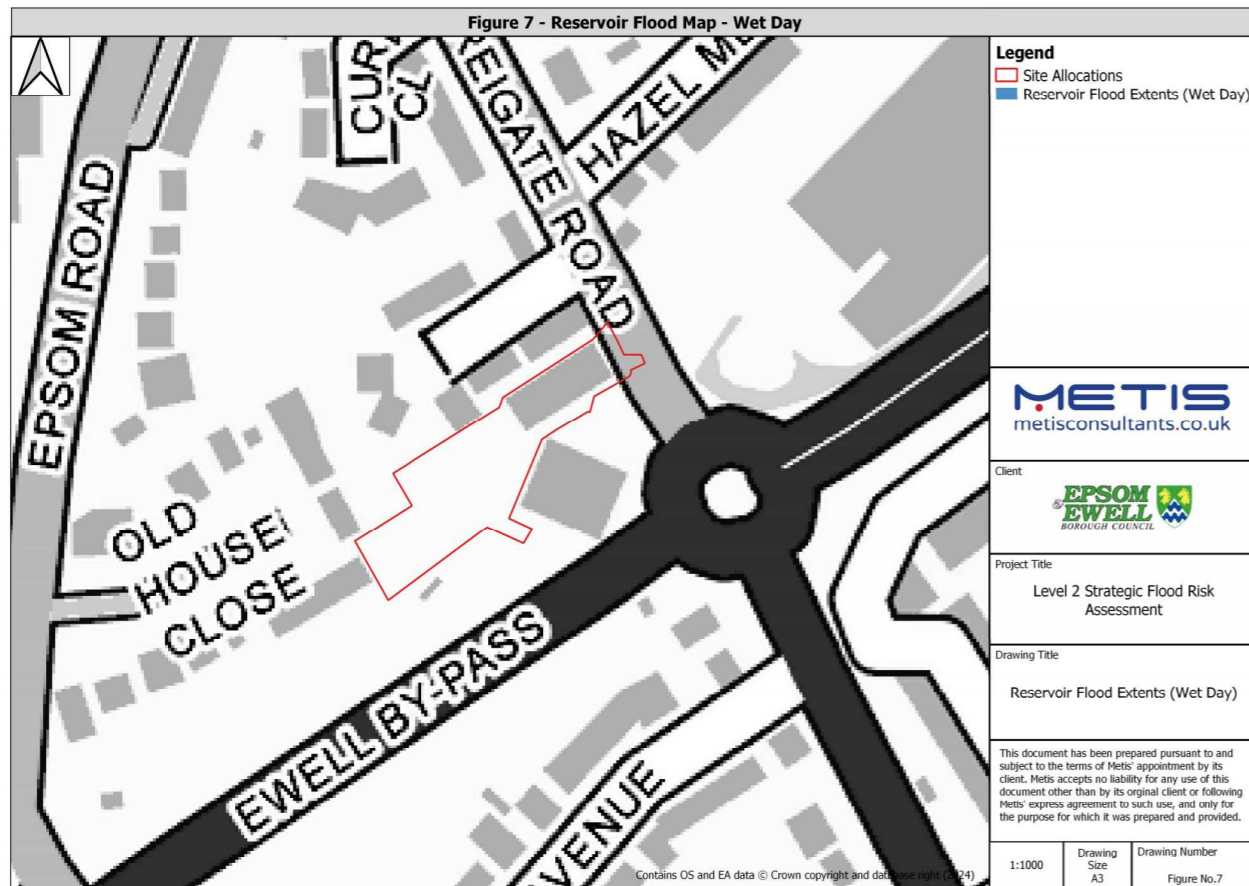 Figure 7 - Reservoir Flood Map - Wet Day
CL
REIGATE ROAD
HAZEL
EPSOM ROAD
OLD
HOUSE
CLOSE
EWELL BY-PASS
AVENUE
Contains OS and EA data © Crown copyright and database right (2024)
Legend
Site Allocations
Reservoir Flood Extents (Wet Day)
METIS
metisconsultants.co.uk
Client
EPSOM
& EWELL
BOROUGH COUNCIL
Project Title
Level 2 Strategic Flood Risk
Assessment
Drawing Title
Reservoir Flood Extents (Wet Day)
This document has been prepared pursuant to and
subject to the terms of Metis' appointment by its
client. Metis accepts no liability for any use of this
document other than by its orginal client or following
Metis' express agreement to such use, and only for
the purpose for which it was prepared and provided.
1:1000
Drawing
Size
A3
Drawing Number
Figure No.7